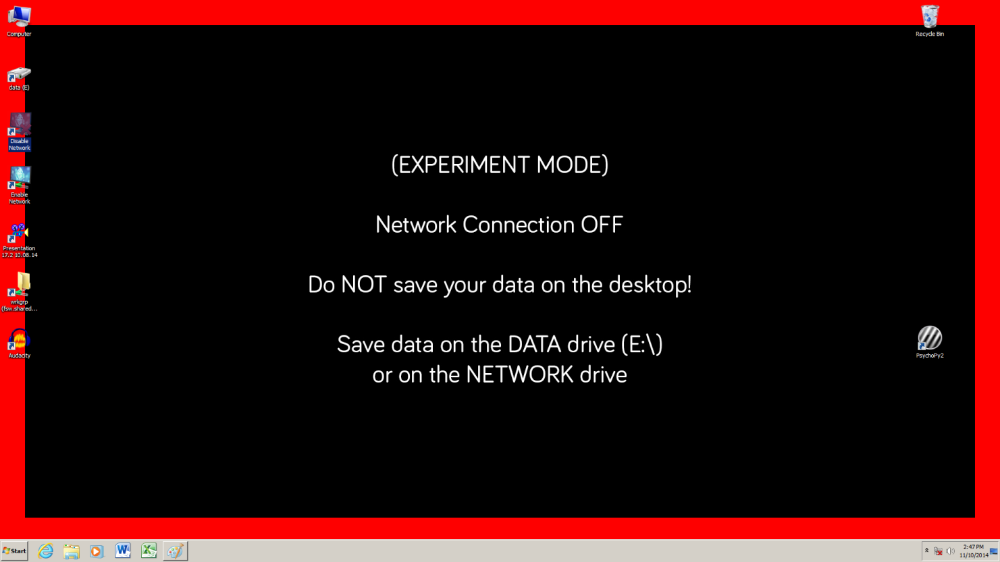 Computer
data (E)
Disable
Network
Enable
Network
Presentation
17.2 10.08.14
wrkgrp
(fsw.shared...
Audacity
(EXPERIMENT MODE)
Network Connection OFF
Do NOT save your data on the desktop!
Save data on the DATA drive (E:\)
or on the NETWORK drive
Recycle Bin
PsychoPy2
Start
2:47 PM
11/10/2014